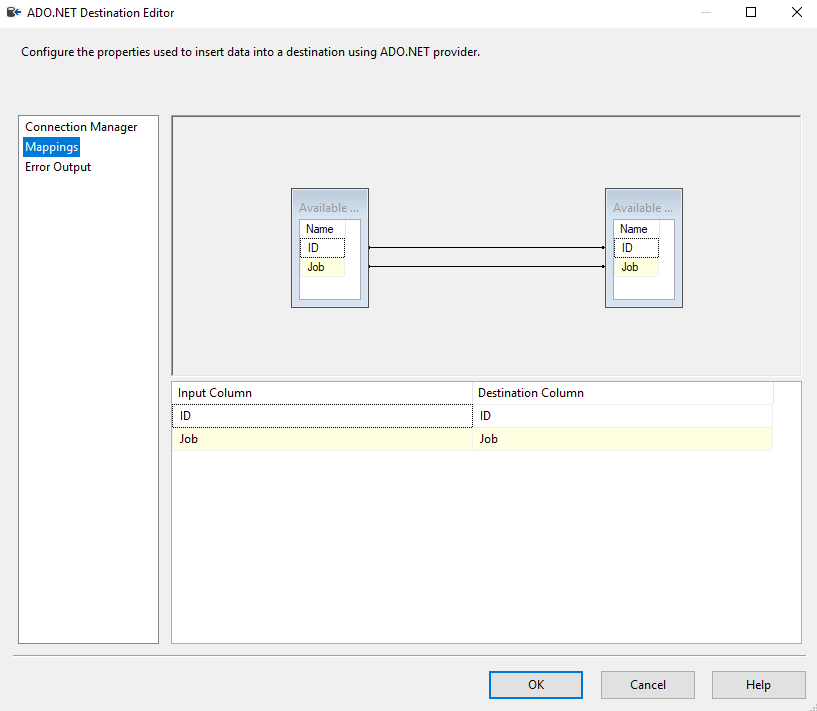 ADO.NET Destination Editor
Configure the properties used to insert data into a destination using ADO.NET provider.
Connection Manager
Mappings
Error Output
Available ...
Name
ID
Job
Available ...
Name
ID
Job
Input Column Destination Column
ID ID
Job Job
OK Cancel Help